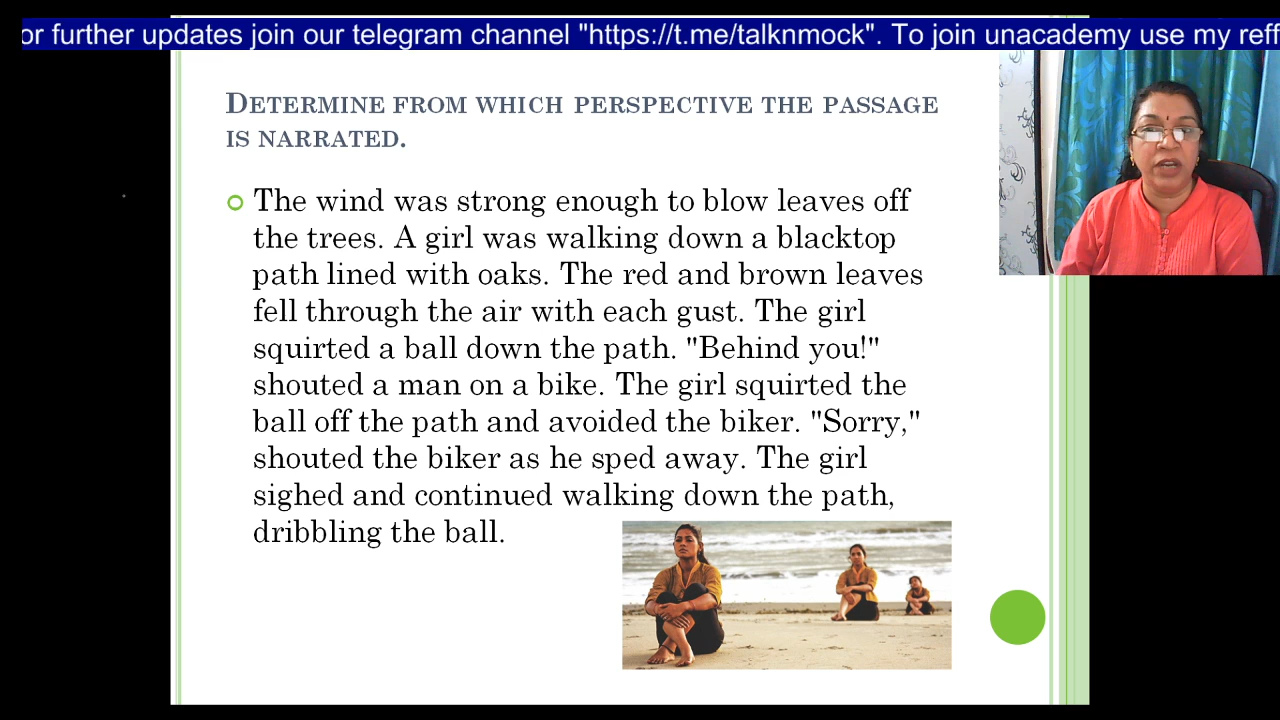 or further updates join our telegram channel "https://t.me/talknmock". To join unacademy use my reff
DETERMINE FROM WHICH PERSPECTIVE THE PASSAGE
IS NARRATED.
The wind was strong enough to blow leaves off
the trees. A girl was walking down a blacktop
path lined with oaks. The red and brown leaves
fell through the air with each gust. The girl
squirted a ball down the path. "Behind you!"
shouted a man on a bike. The girl squirted the
ball off the path and avoided the biker. "Sorry,"
shouted the biker as he sped away. The girl
sighed and continued walking down the path,
dribbling the ball.